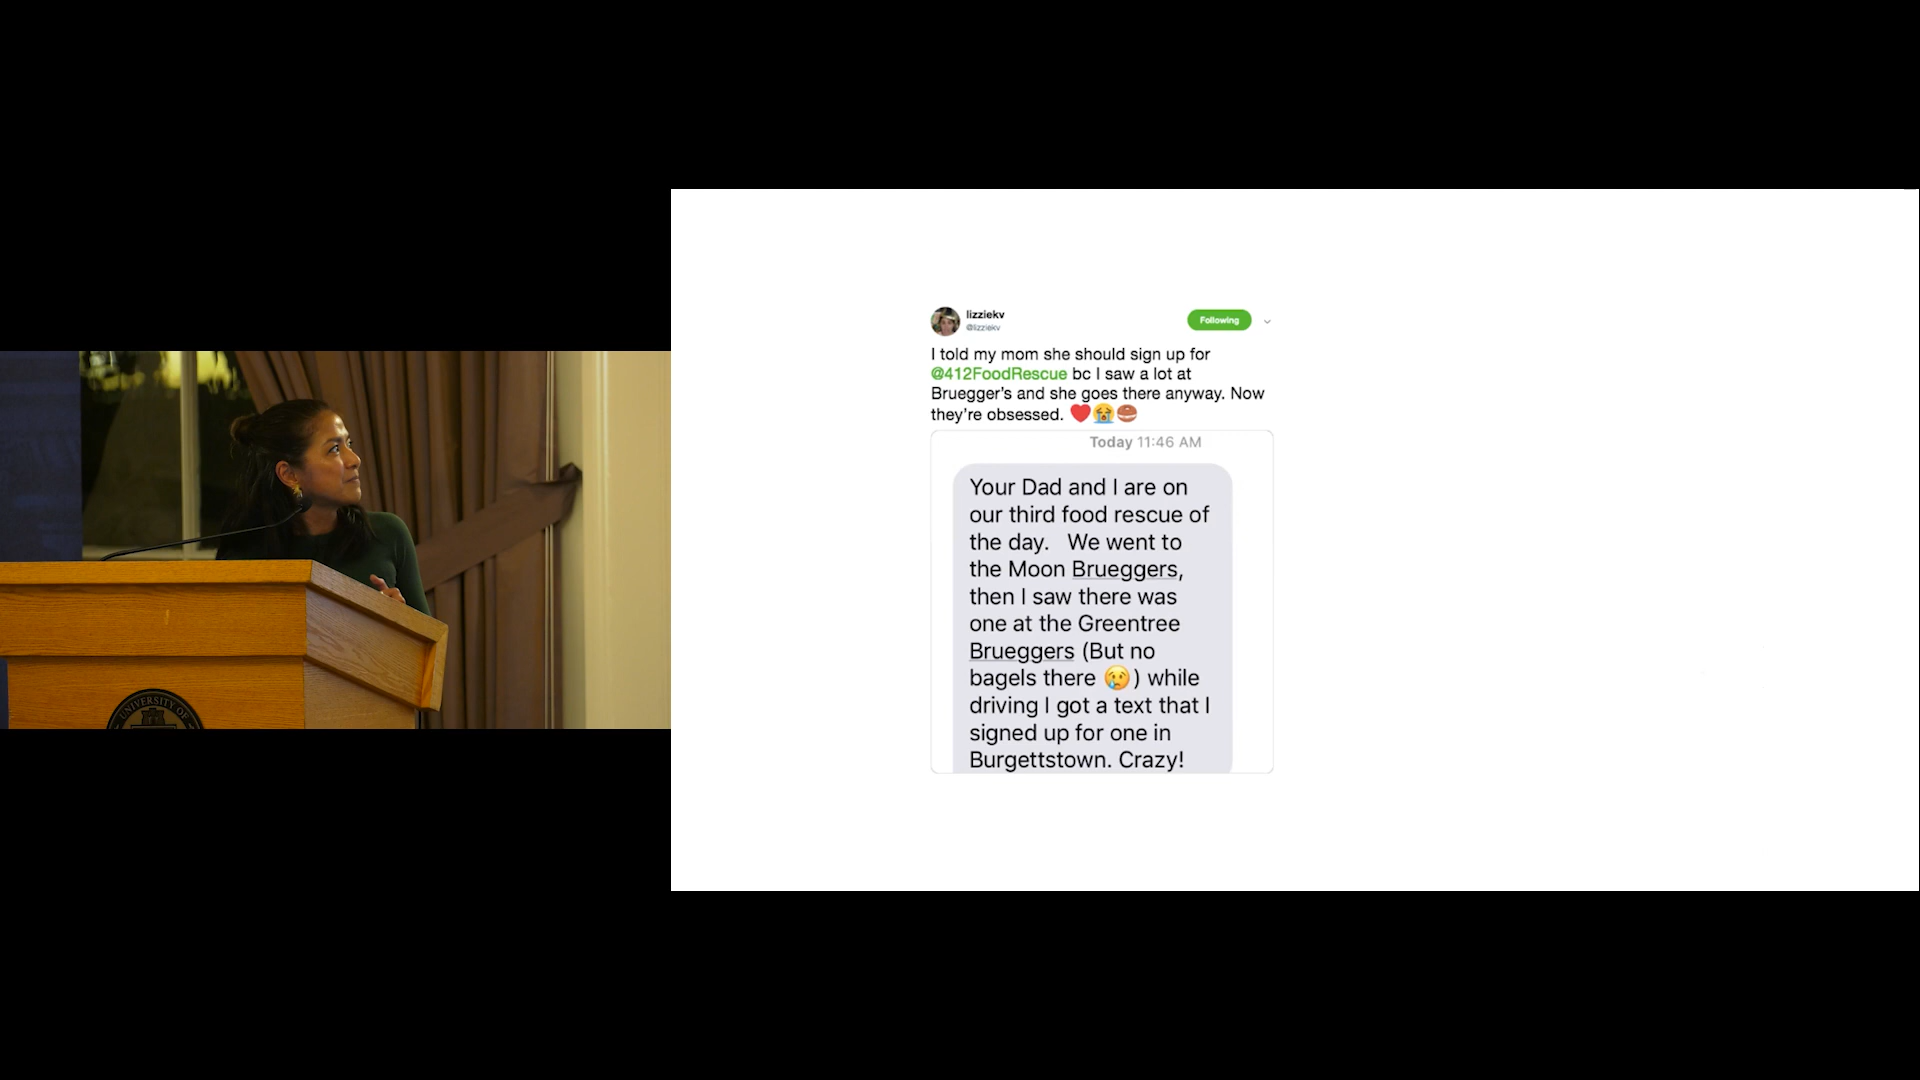 lizziekv
@lizziekv
Following
I told my mom she should sign up for
@412FoodRescue bc I saw a lot at
Bruegger's and she goes there anyway. Now
they're obsessed. ❤️😭🍩
Today 11:46 AM
Your Dad and I are on
our third food rescue of
the day.   We went to
the Moon Brueggers,
then I saw there was
one at the Greentree
Brueggers (But no
bagels there 😢) while
driving I got a text that I
signed up for one in
Burgettstown. Crazy!
UNIVERSITY OF